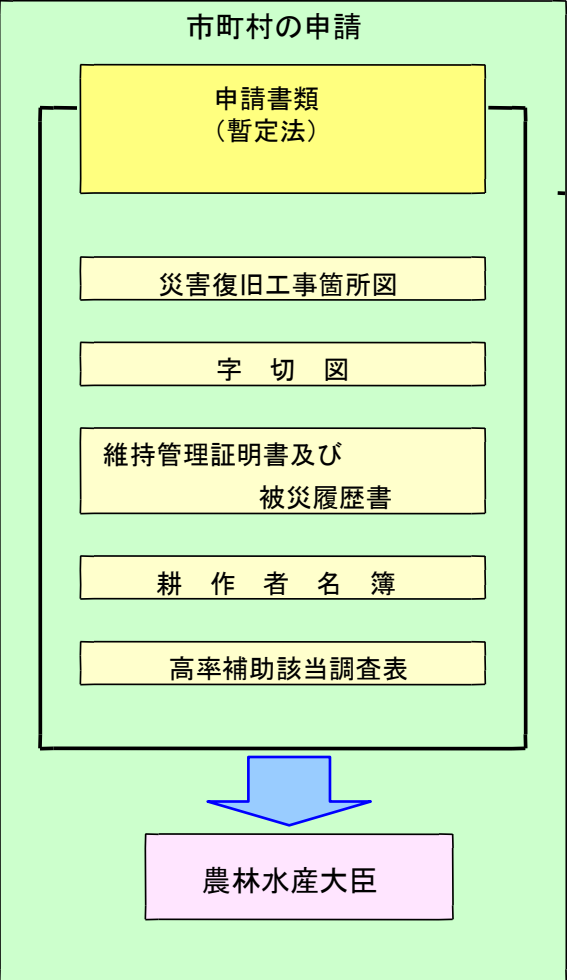 市町村の申請
申請書類
（暫定法）
災害復旧工事箇所図
字　切　図
維持管理証明書及び
被災履歴書
耕　作　者　名　簿
高率補助該当調査表
農林水産大臣